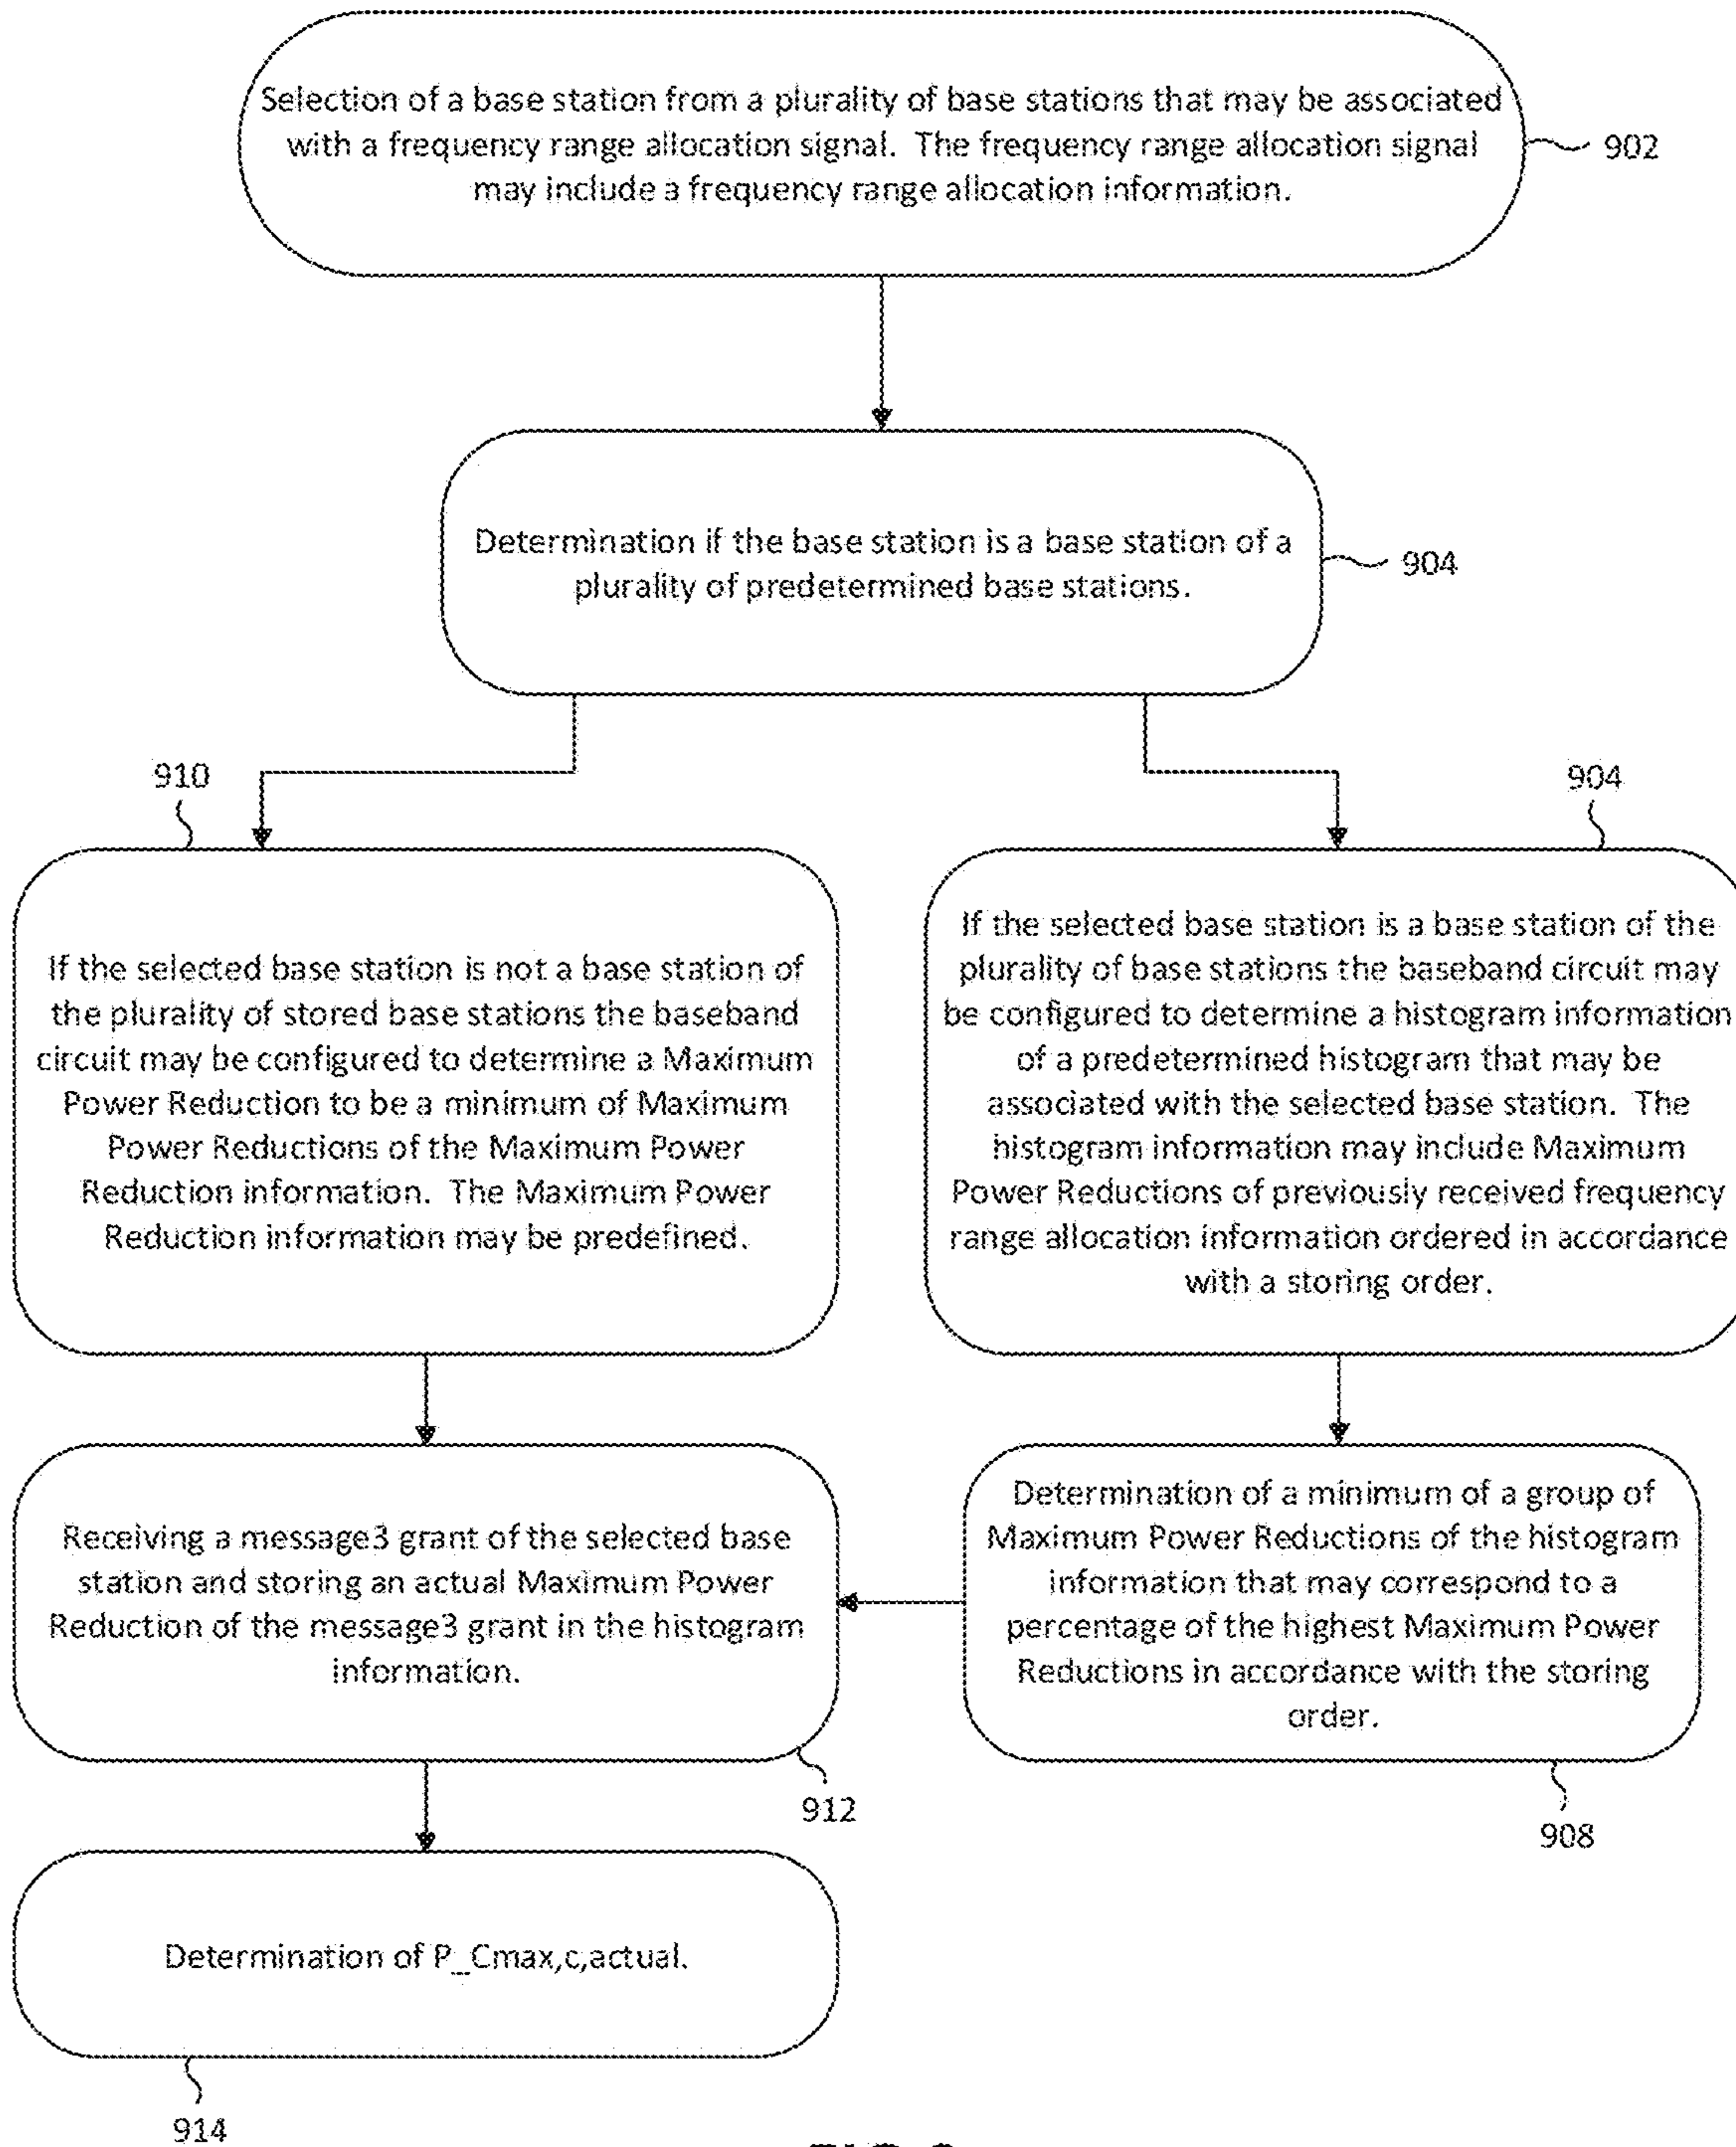 Selection of a base station from a plurality of base stations that may be associated
with a frequency range allocation signal. The frequency range allocation signal
may include a frequency range allocation information.
902
Determination if the base station is a base station of a
plurality of predetermined base stations.
904
910
If the selected base station is not a base station of
the plurality of stored base stations the baseband
circuit may be configured to determine a Maximum
Power Reduction to be a minimum of Maximum
Power Reductions of the Maximum Power
Reduction information. The Maximum Power
Reduction information may be predefined.
904
If the selected base station is a base station of the
plurality of base stations the baseband circuit may
be configured to determine a histogram information
of a predetermined histogram that may be
associated with the selected base station. The
histogram information may include Maximum
Power Reductions of previously received frequency
range allocation information ordered in accordance
with a storing order.
Determination of a minimum of a group of
Maximum Power Reductions of the histogram
information that may correspond to a
percentage of the highest Maximum Power
Reductions in accordance with the storing
order.
908
Receiving a message3 grant of the selected base
station and storing an actual Maximum Power
Reduction of the message3 grant in the histogram
information.
912
Determination of P_Cmax,c,actual.
914